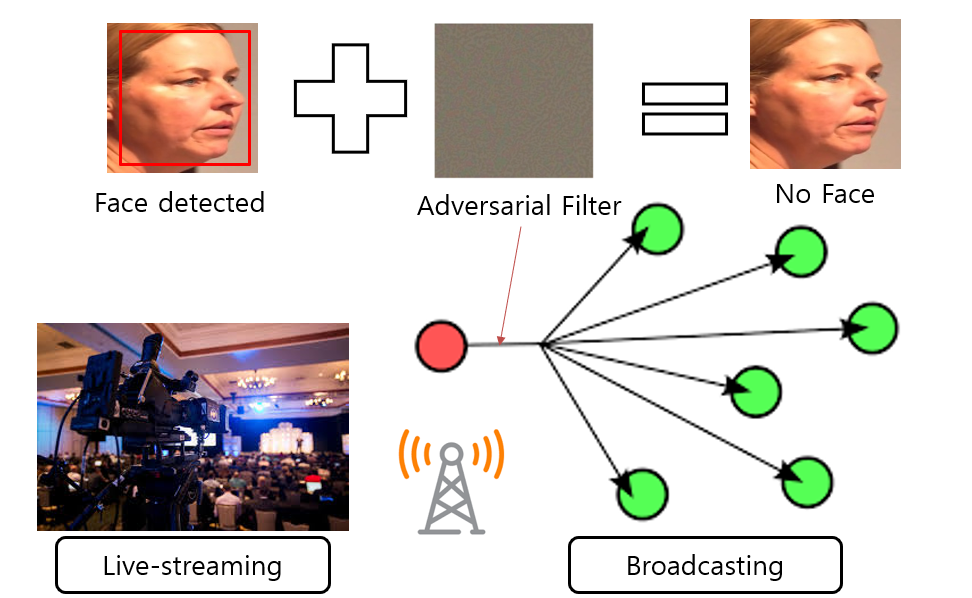 Face detected
Adversarial Filter
No Face
Live-streaming
Broadcasting